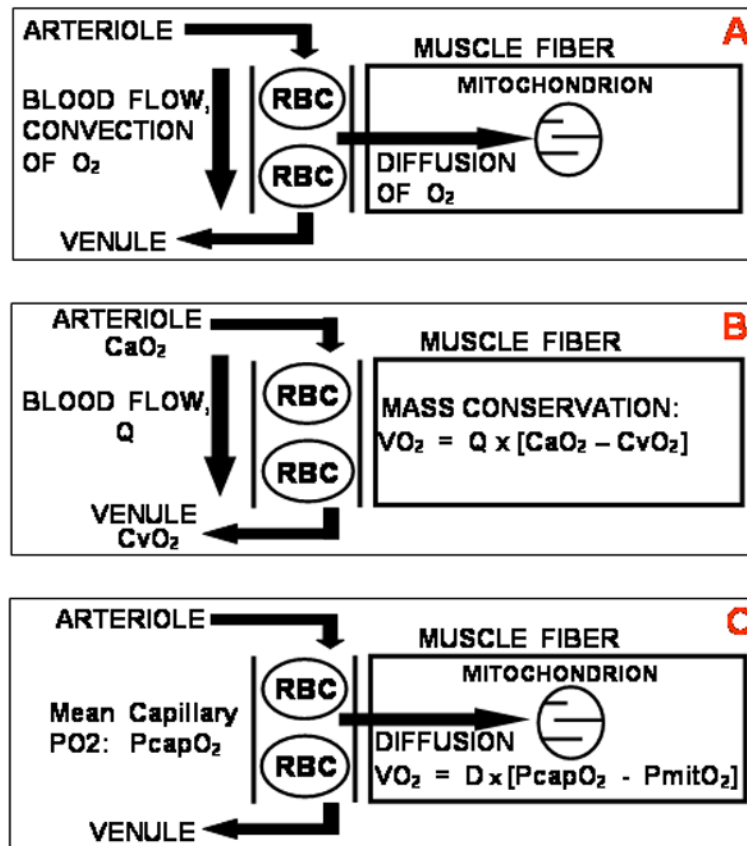 A
ARTERIOLE
MUSCLE FIBER
MITOCHONDRION
BLOOD FLOW,
CONVECTION
OF O₂
RBC
RBC
DIFFUSION
OF O₂
VENULE
B
ARTERIOLE
CaO₂
MUSCLE FIBER
BLOOD FLOW,
Q
RBC
RBC
MASS CONSERVATION:
VO₂ = Q x [CaO₂ – CvO₂]
VENULE
CvO₂
C
ARTERIOLE
MUSCLE FIBER
MITOCHONDRION
Mean Capillary
PO2: PcapO₂
RBC
RBC
DIFFUSION
VO₂ = D x [PcapO₂ - PmitO₂]
VENULE